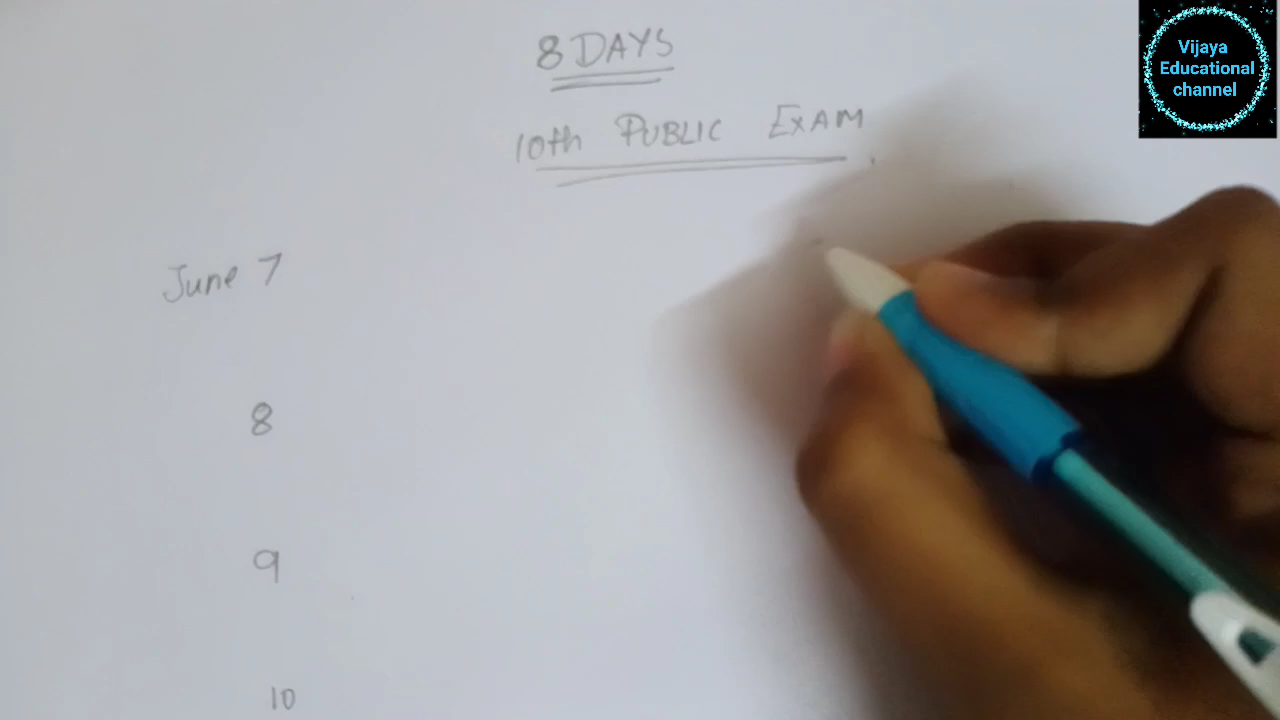 8 DAYS
10th PUBLIC EXAM
June 7
8
9
10
Vijaya
Educational
channel